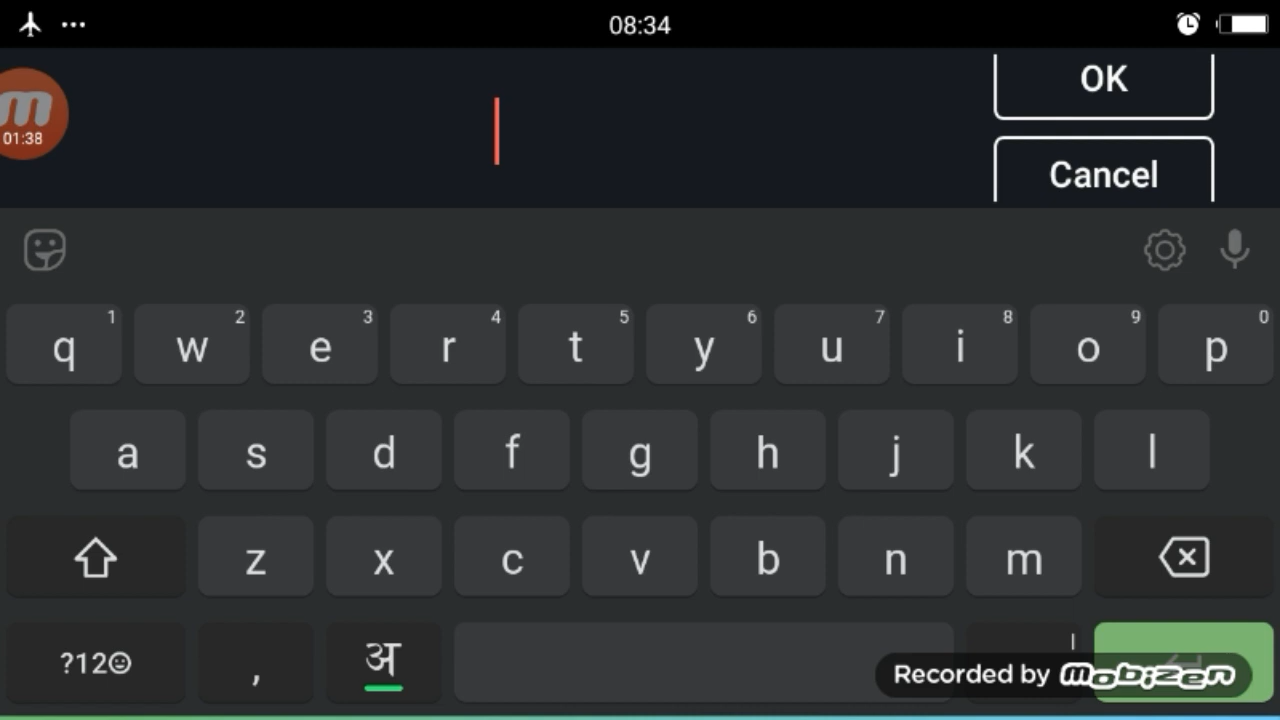 08:34
OK
m
01:38
Cancel
1 2 3 4 5 6 7 8 9 0
q w e r t y u i o p
a s d f g h j k l
z x c v b n m
?12 , अ
Recorded by mobizen